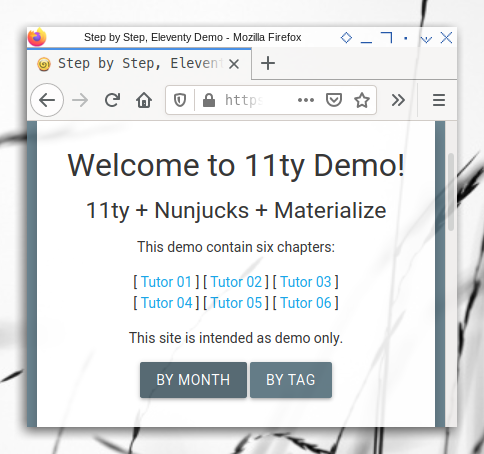 Step by Step, Eleventy Demo - Mozilla Firefox
Step by Step, Eleven
https
Welcome to 11ty Demo!
11ty + Nunjucks + Materialize
This demo contain six chapters:
[ Tutor 01 ] [ Tutor 02 ] [ Tutor 03 ]
[ Tutor 04 ] [ Tutor 05 ] [ Tutor 06 ]
This site is intended as demo only.
BY MONTH BY TAG